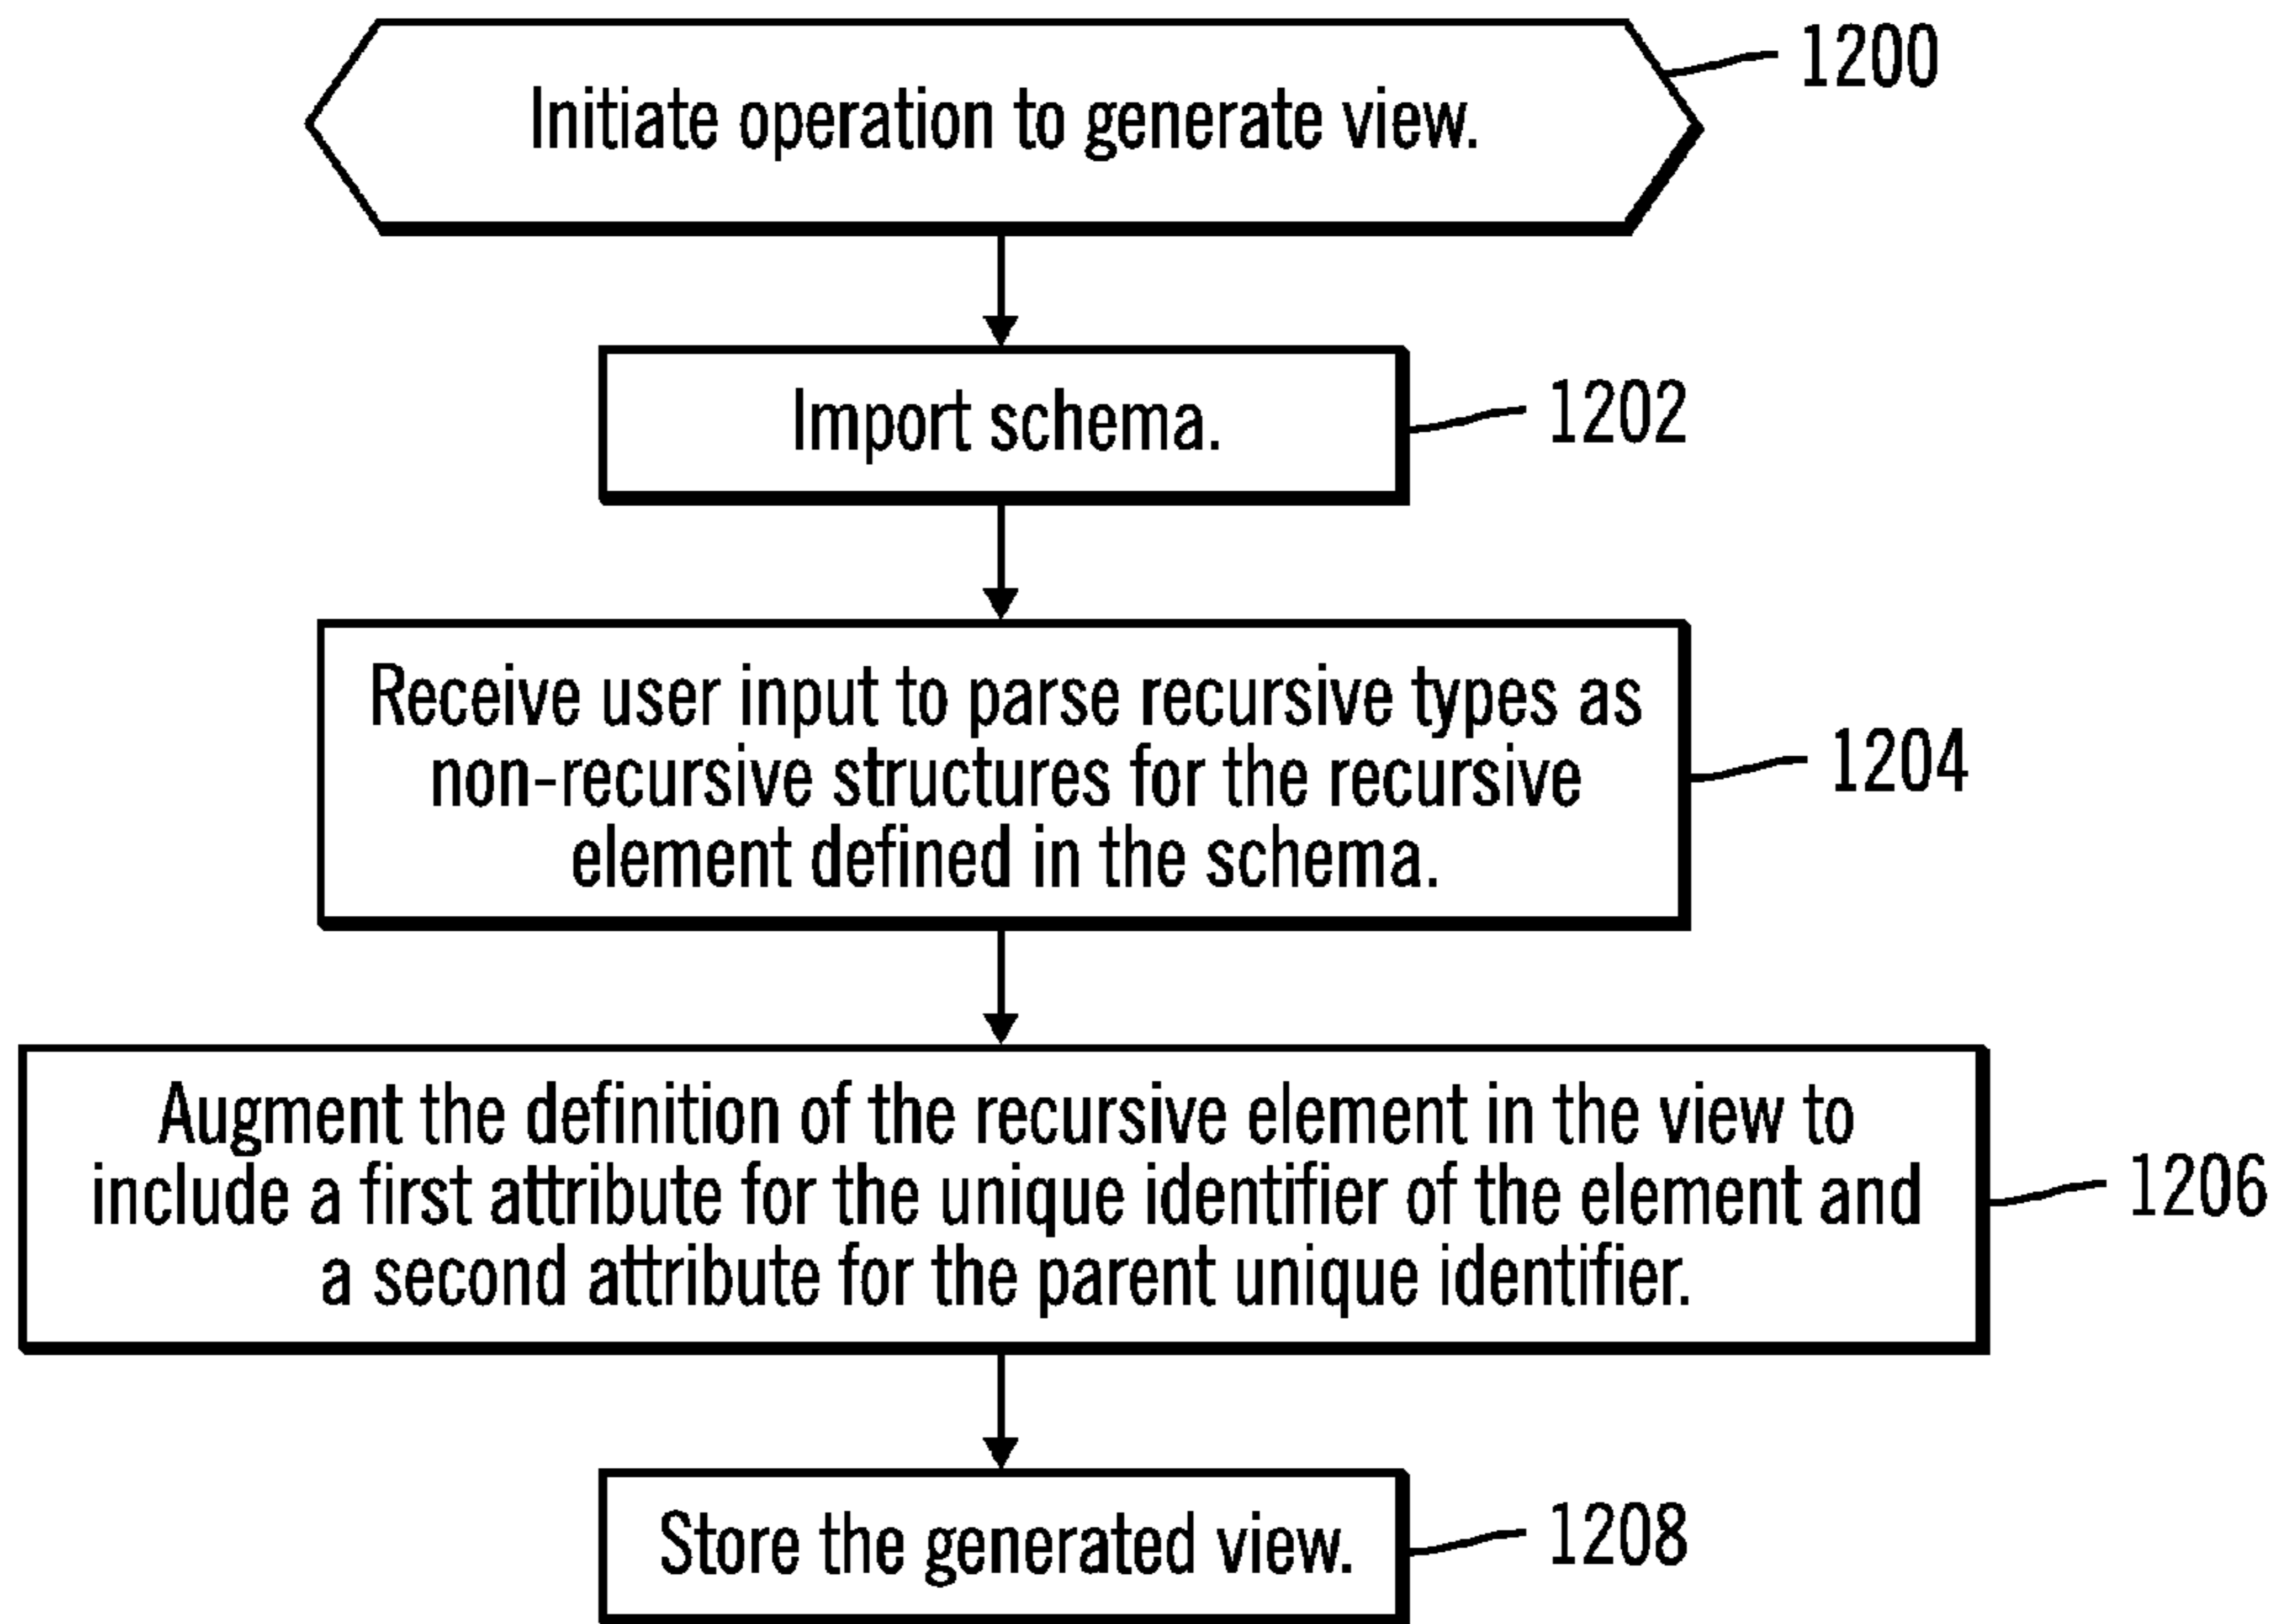 Initiate operation to generate view.
1200
Import schema.
1202
Receive user input to parse recursive types as
non-recursive structures for the recursive
element defined in the schema.
1204
Augment the definition of the recursive element in the view to
include a first attribute for the unique identifier of the element and
a second attribute for the parent unique identifier.
1206
Store the generated view.
1208